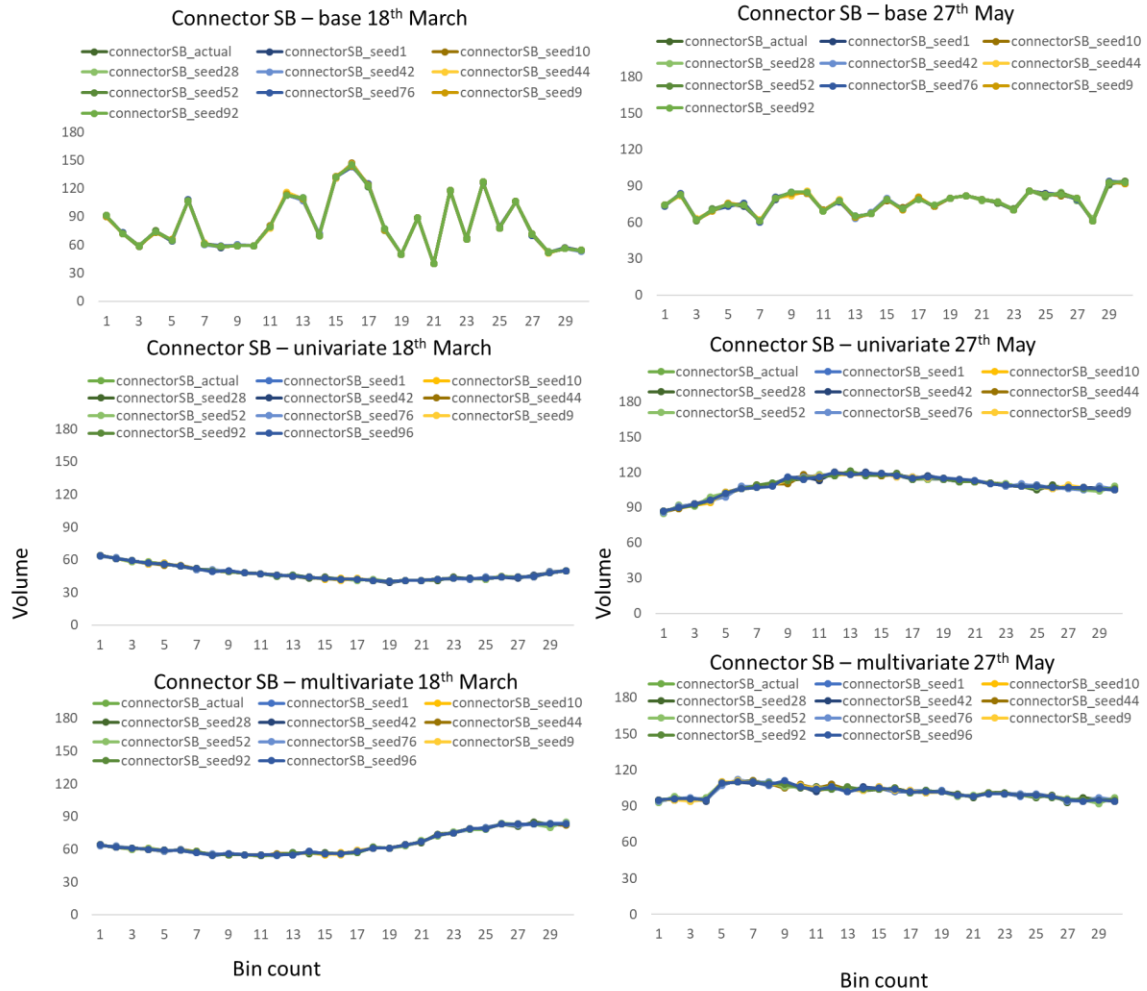 Connector SB – base 18th March
connectorSB_actual connectorSB_seed1 connectorSB_seed10
connectorSB_seed28 connectorSB_seed42 connectorSB_seed44
connectorSB_seed52 connectorSB_seed76 connectorSB_seed9
connectorSB_seed92
180
150
120
90
60
30
0
1 3 5 7 9 11 13 15 17 19 21 23 25 27 29
Connector SB – base 27th May
connectorSB_actual connectorSB_seed1 connectorSB_seed10
connectorSB_seed28 connectorSB_seed42 connectorSB_seed44
connectorSB_seed52 connectorSB_seed76 connectorSB_seed9
connectorSB_seed92
180
150
120
90
60
30
0
1 3 5 7 9 11 13 15 17 19 21 23 25 27 29
Connector SB – univariate 18th March
connectorSB_actual connectorSB_seed1 connectorSB_seed10
connectorSB_seed28 connectorSB_seed42 connectorSB_seed44
connectorSB_seed52 connectorSB_seed76 connectorSB_seed9
connectorSB_seed92 connectorSB_seed96
180
150
120
90
60
30
0
Volume
1 3 5 7 9 11 13 15 17 19 21 23 25 27 29
Connector SB – univariate 27th May
connectorSB_actual connectorSB_seed1 connectorSB_seed10
connectorSB_seed28 connectorSB_seed42 connectorSB_seed44
connectorSB_seed52 connectorSB_seed76 connectorSB_seed9
180
150
120
90
60
30
0
Volume
1 3 5 7 9 11 13 15 17 19 21 23 25 27 29
Connector SB – multivariate 18th March
connectorSB_actual connectorSB_seed1 connectorSB_seed10
connectorSB_seed28 connectorSB_seed42 connectorSB_seed44
connectorSB_seed52 connectorSB_seed76 connectorSB_seed9
connectorSB_seed92 connectorSB_seed96
180
150
120
90
60
30
0
1 3 5 7 9 11 13 15 17 19 21 23 25 27 29
Bin count
Connector SB – multivariate 27th May
connectorSB_actual connectorSB_seed1 connectorSB_seed10
connectorSB_seed28 connectorSB_seed42 connectorSB_seed44
connectorSB_seed52 connectorSB_seed76 connectorSB_seed9
connectorSB_seed92 connectorSB_seed96
180
150
120
90
60
30
0
1 3 5 7 9 11 13 15 17 19 21 23 25 27 29
Bin count